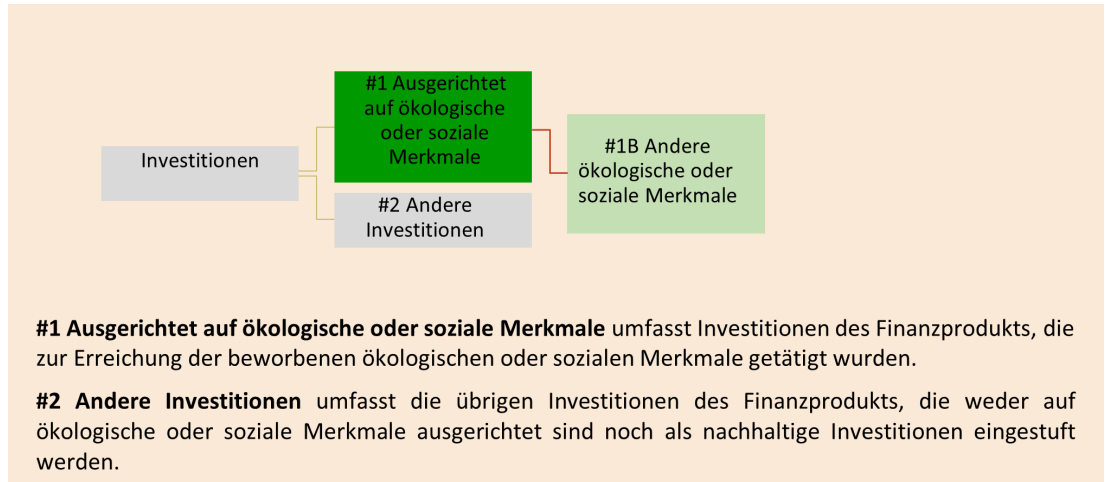 #1 Ausgerichtet
auf ökologische
oder soziale
Merkmale
Investitionen
#1B Andere
ökologische oder
soziale Merkmale
#2 Andere
Investitionen
#1 Ausgerichtet auf ökologische oder soziale Merkmale umfasst Investitionen des Finanzprodukts, die
zur Erreichung der beworbenen ökologischen oder sozialen Merkmale getätigt wurden.
#2 Andere Investitionen umfasst die übrigen Investitionen des Finanzprodukts, die weder auf
ökologische oder soziale Merkmale ausgerichtet sind noch als nachhaltige Investitionen eingestuft
werden.